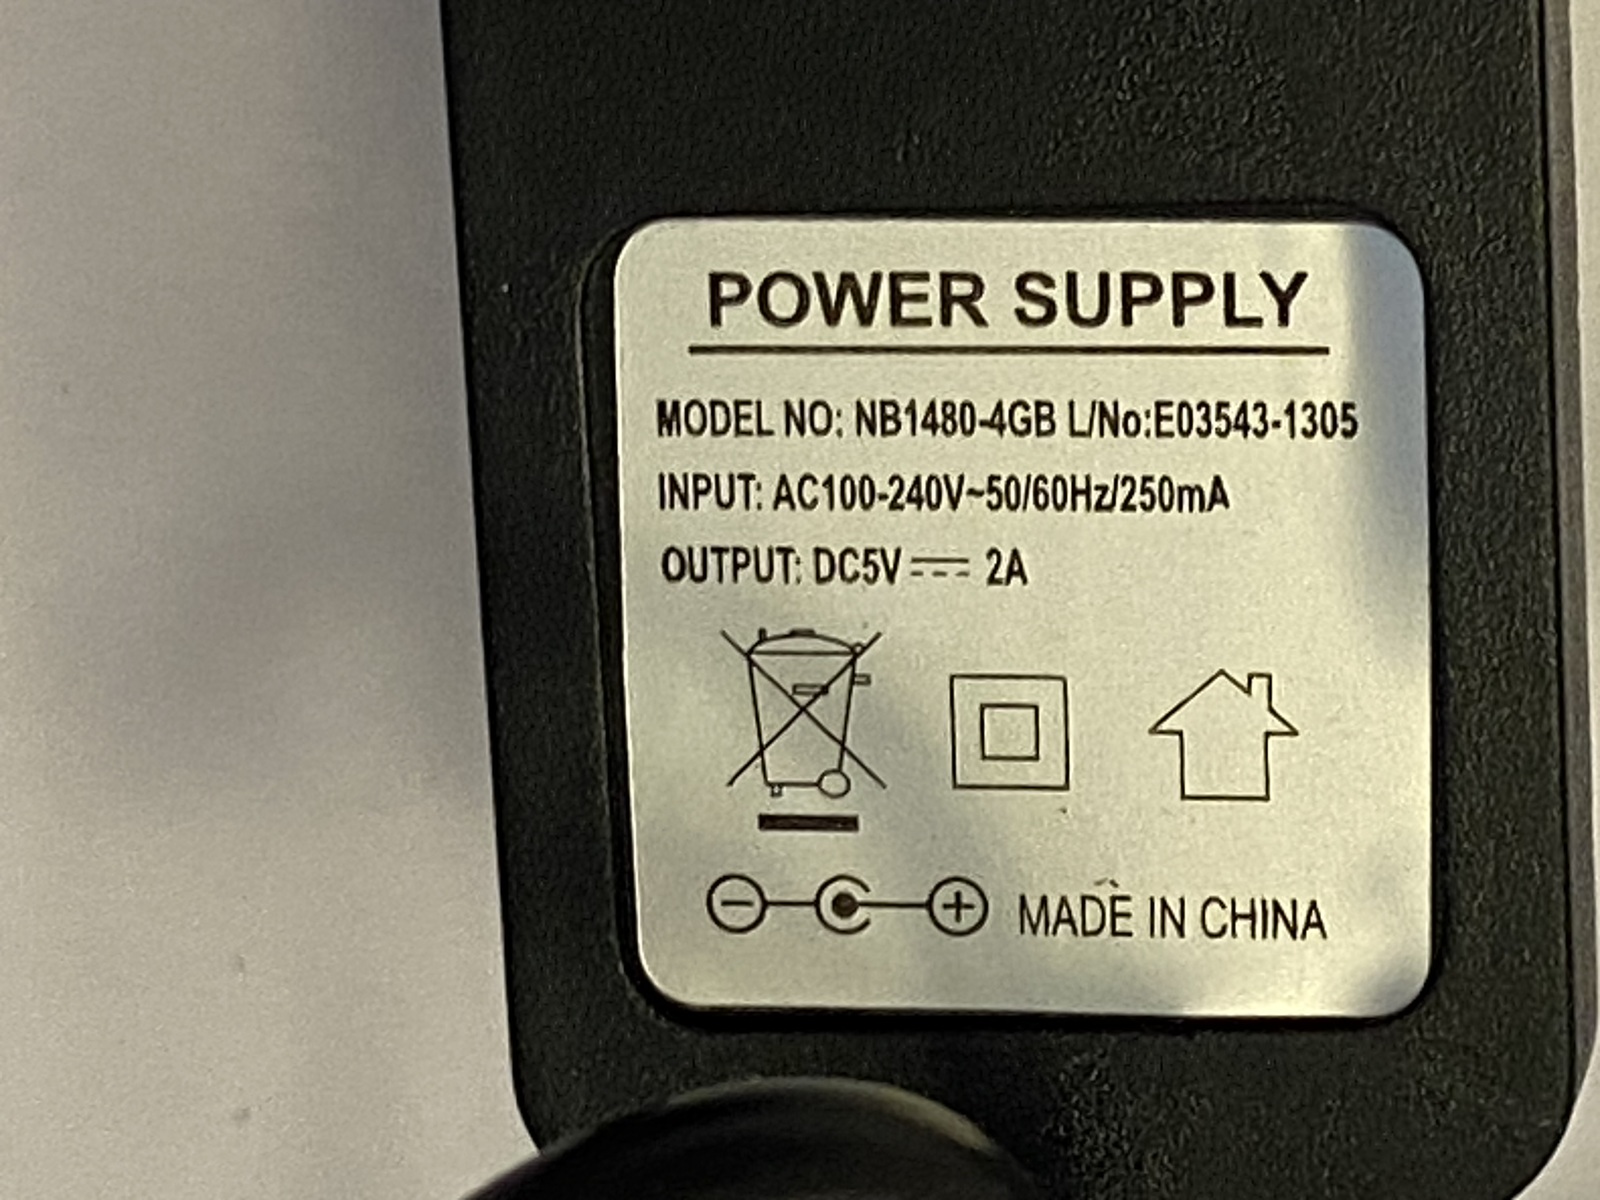 POWER SUPPLY
MODEL NO: NB1480-4GB L/No:E03543-1305
INPUT: AC100-240V~50/60Hz/250mA
OUTPUT: DC5V ⎓ 2A
MADE IN CHINA